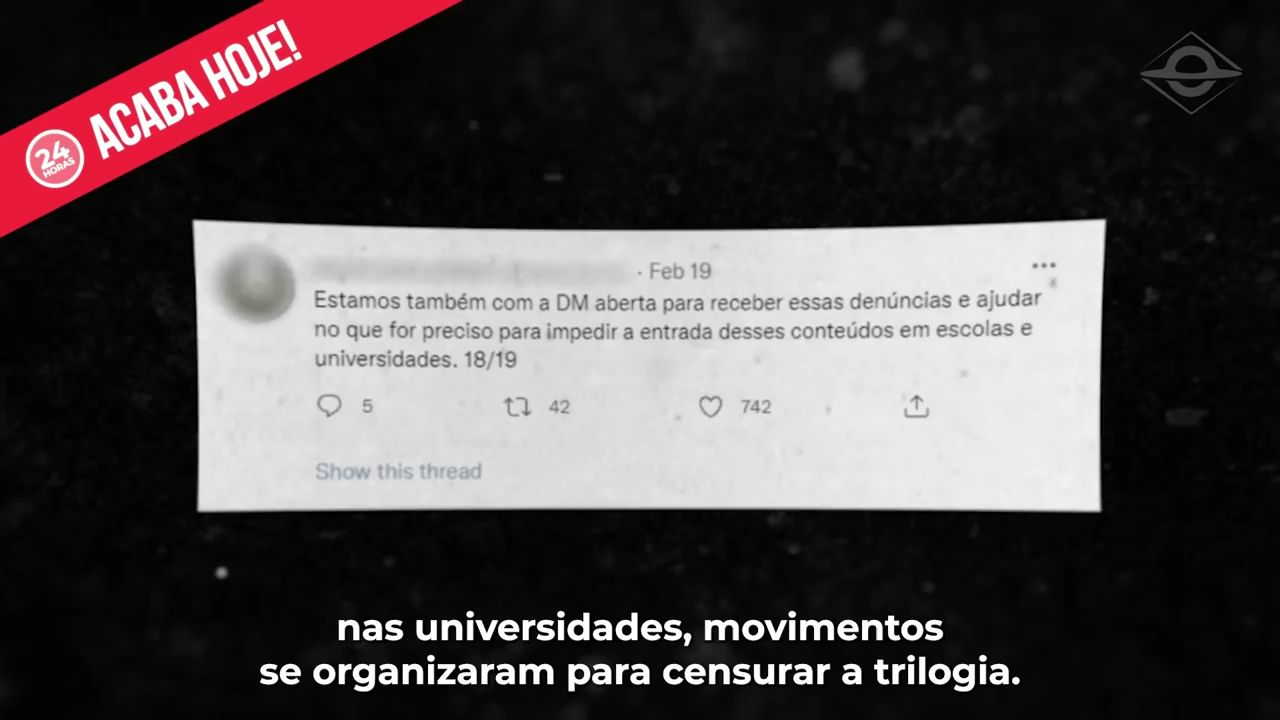 ACABA HOJE!
24
HORAS
· Feb 19
Estamos também com a DM aberta para receber essas denúncias e ajudar
no que for preciso para impedir a entrada desses conteúdos em escolas e
universidades. 18/19
5 42 742
Show this thread
nas universidades, movimentos
se organizaram para censurar a trilogia.